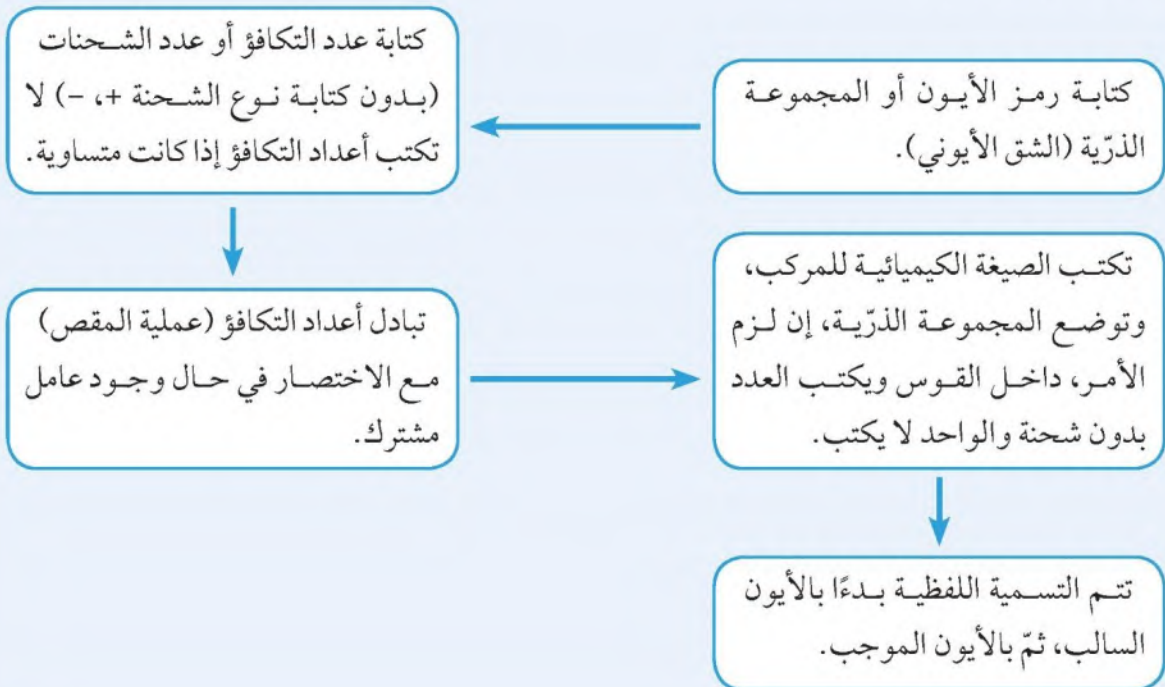 كتابة رمز الأيون أو المجموعة
الذرّية (الشق الأيوني).
كتابة عدد التكافؤ أو عدد الشحنات
(بدون كتابة نوع الشحنة +، -) لا
تكتب أعداد التكافؤ إذا كانت متساوية.
تبادل أعداد التكافؤ (عملية المقص)
مع الاختصار في حال وجود عامل
مشترك.
تكتب الصيغة الكيميائية للمركب،
وتوضع المجموعة الذرّية، إن لزم
الأمر، داخل القوس ويكتب العدد
بدون شحنة والواحد لا يكتب.
تتم التسمية اللفظية بدءًا بالأيون
السالب، ثمّ بالأيون الموجب.